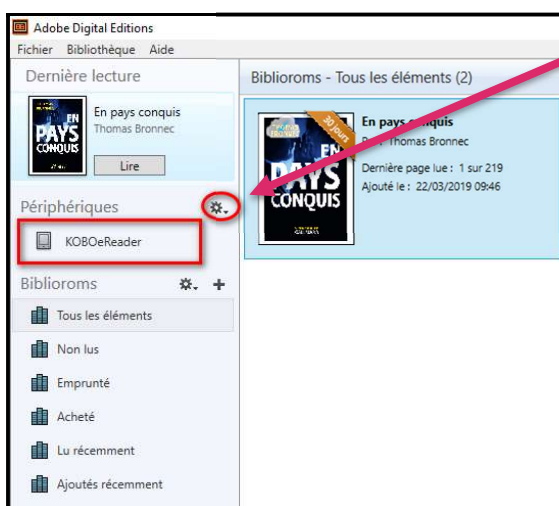 Adobe Digital Editions
Fichier Bibliothèque Aide
Dernière lecture
EN
PAYS
CONQUIS
En pays conquis
Thomas Bronnec
Lire
Périphériques
KOBOeReader
Biblioroms
Tous les éléments
Non lus
Emprunté
Acheté
Lu récemment
Ajoutés récemment
Biblioroms - Tous les éléments (2)
30 jours
EN
PAYS
CONQUIS
En pays conquis
Thomas Bronnec
Dernière page lue : 1 sur 219
Ajouté le : 22/03/2019 09:46